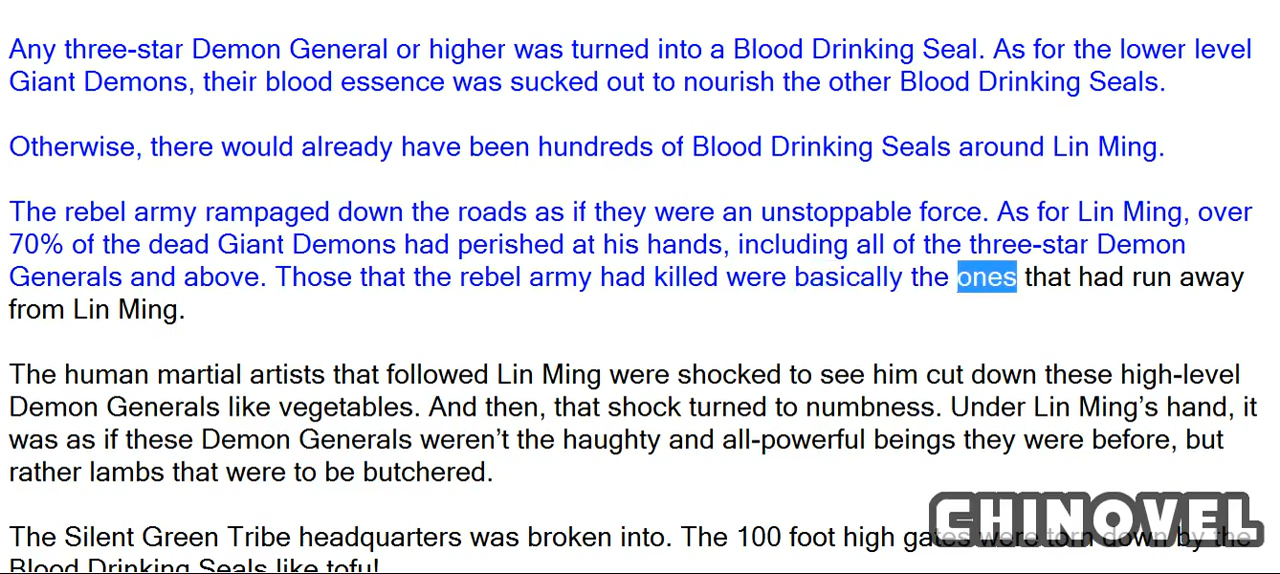 Any three-star Demon General or higher was turned into a Blood Drinking Seal. As for the lower level
Giant Demons, their blood essence was sucked out to nourish the other Blood Drinking Seals.
Otherwise, there would already have been hundreds of Blood Drinking Seals around Lin Ming.
The rebel army rampaged down the roads as if they were an unstoppable force. As for Lin Ming, over
70% of the dead Giant Demons had perished at his hands, including all of the three-star Demon
Generals and above. Those that the rebel army had killed were basically the ones that had run away
from Lin Ming.
The human martial artists that followed Lin Ming were shocked to see him cut down these high-level
Demon Generals like vegetables. And then, that shock turned to numbness. Under Lin Ming’s hand, it
was as if these Demon Generals weren’t the haughty and all-powerful beings they were before, but
rather lambs that were to be butchered.
The Silent Green Tribe headquarters was broken into. The 100 foot high gates were torn down by the
Blood Drinking Seals like tofu!
CHINOVEL